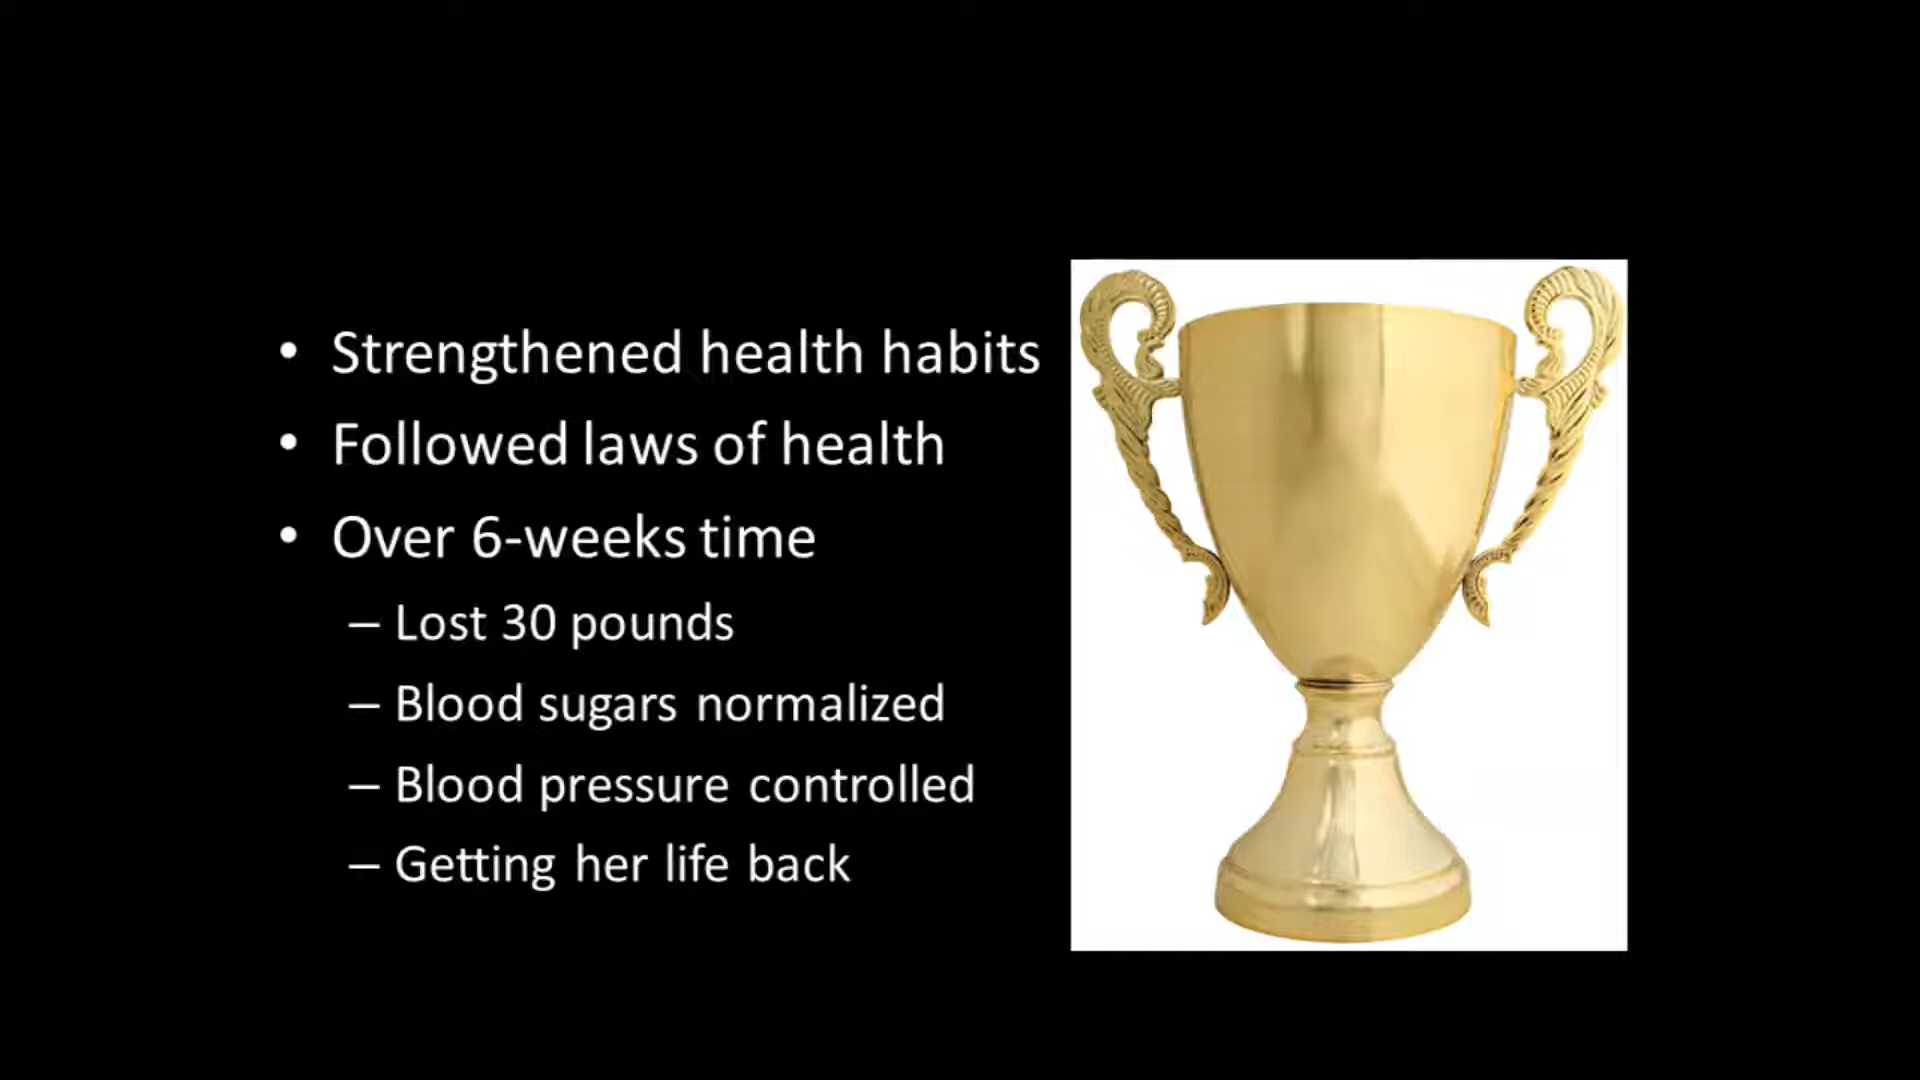 • Strengthened health habits
• Followed laws of health
• Over 6-weeks time
– Lost 30 pounds
– Blood sugars normalized
– Blood pressure controlled
– Getting her life back